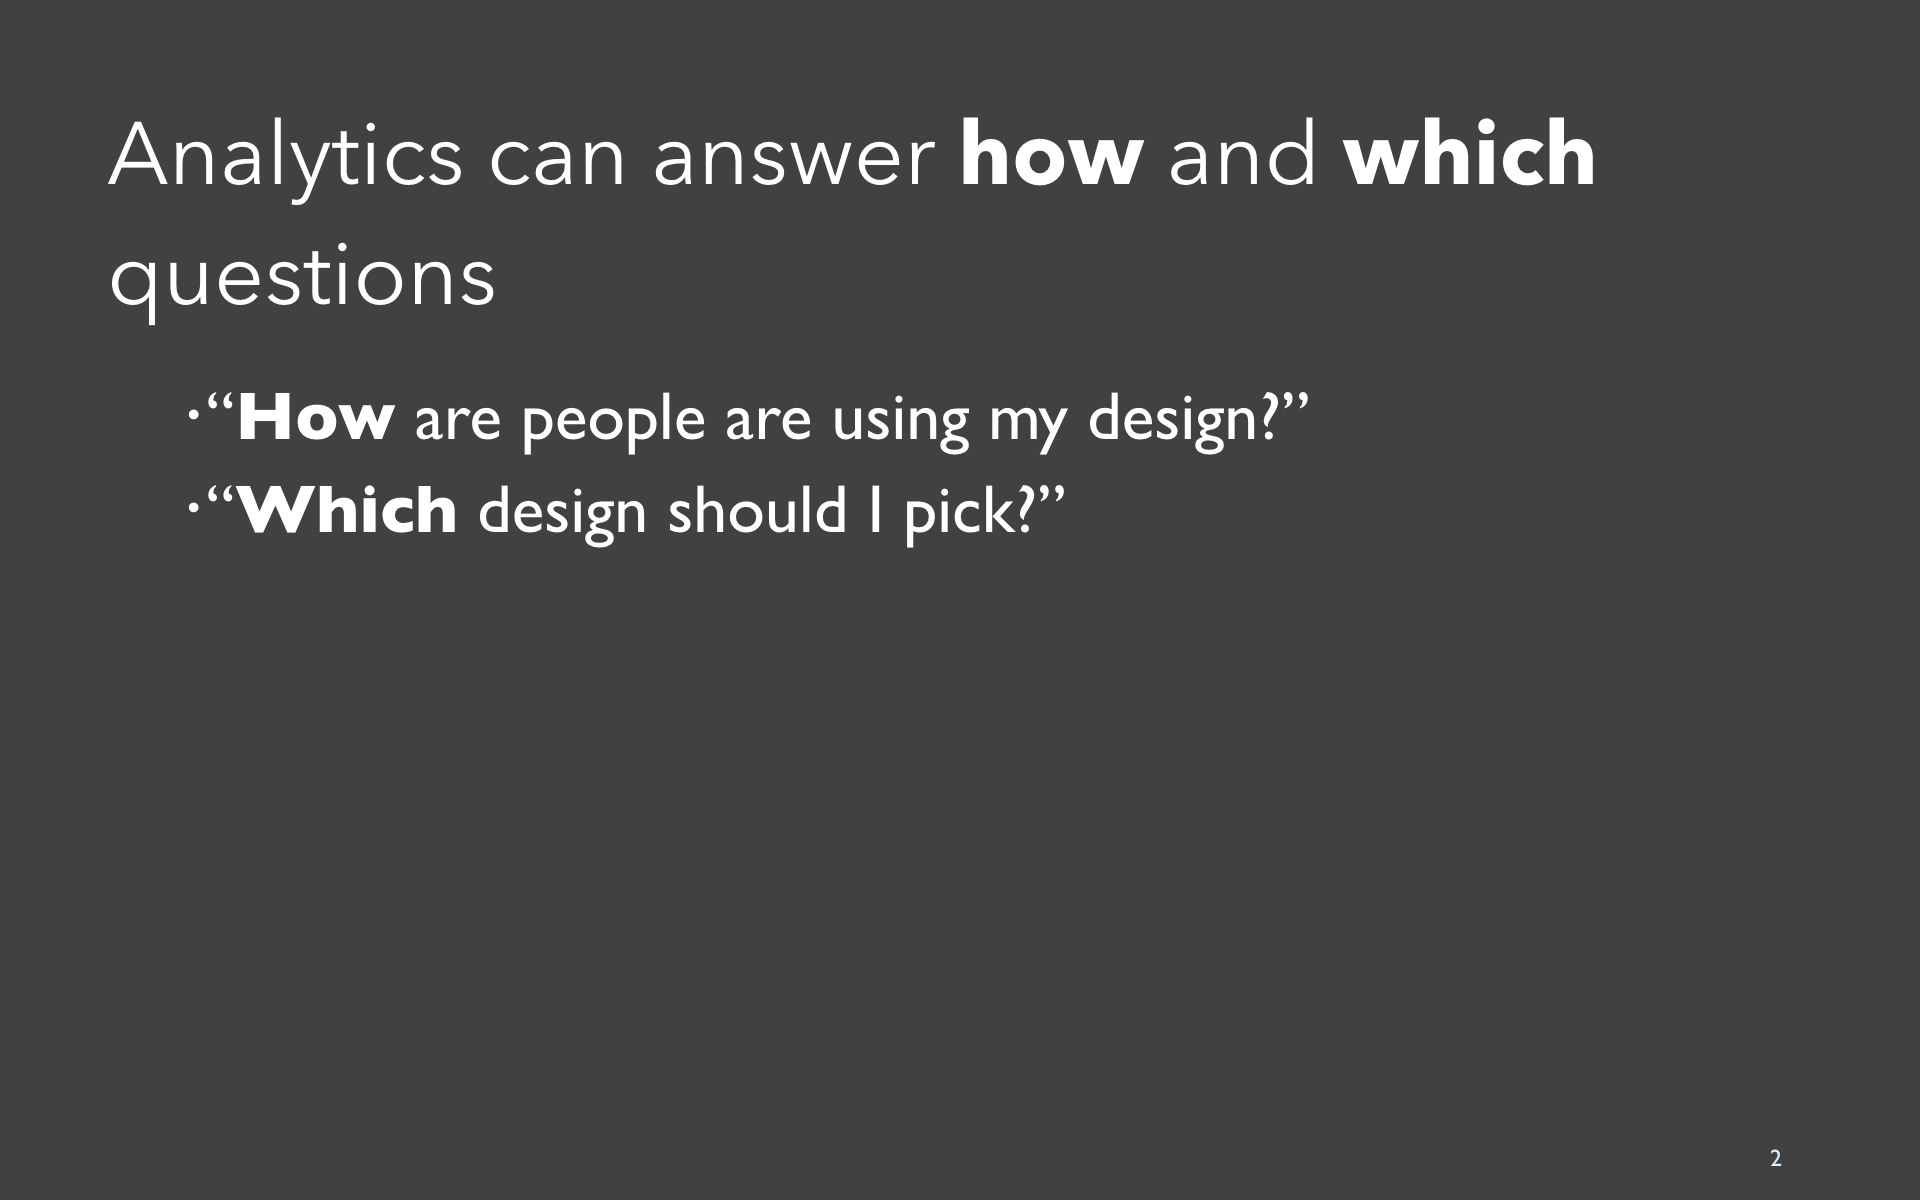 Analytics can answer how and which
questions
·“How are people are using my design?”
·“Which design should I pick?”
2